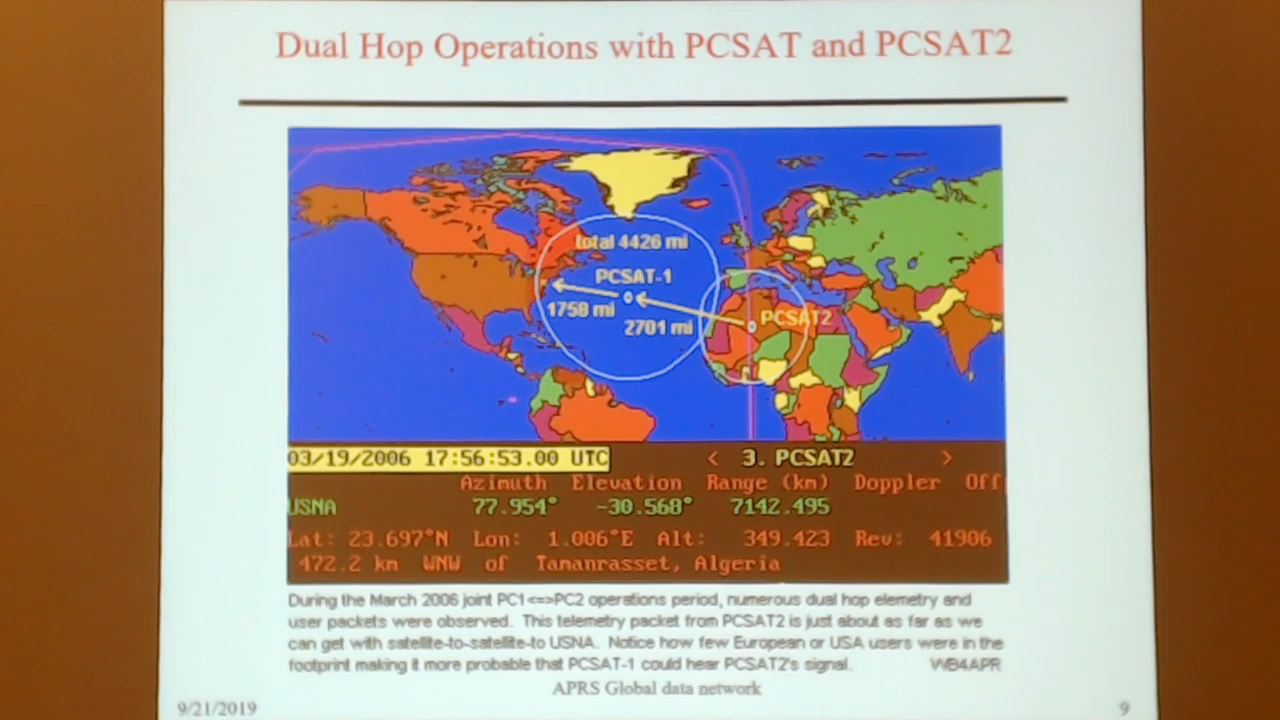 Dual Hop Operations with PCSAT and PCSAT2
total 4426 mi
PCSAT-1
1758 mi
2701 mi
PCSAT2
03/19/2006 17:56:53.00 UTC < 3. PCSAT2 >
Azimuth Elevation Range (km) Doppler Off
USNA 77.954° -30.568° 7142.495
Lat: 23.697°N Lon: 1.006°E Alt: 349.423 Rev: 41906
472.2 km WNW of Tamanrasset, Algeria
During the March 2006 joint PC1<=>PC2 operations period, numerous dual hop elemetry and
user packets were observed. This telemetry packet from PCSAT2 is just about as far as we
can get with satellite-to-satellite-to USNA. Notice how few European or USA users were in the
footprint making it more probable that PCSAT-1 could hear PCSAT2's signal. WB4APR
APRS Global data network
9/21/2019 9